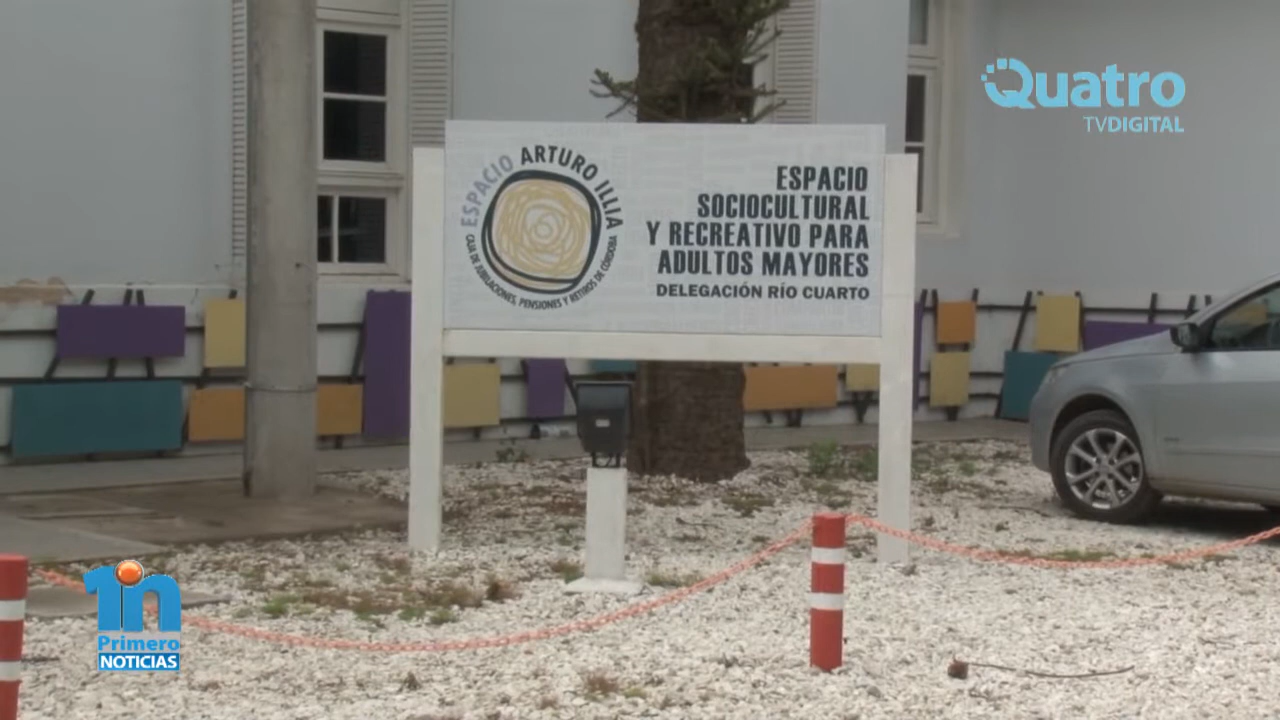 Quatro
TVDIGITAL
ESPACIO ARTURO ILLIA
CAJA DE JUBILACIONES, PENSIONES Y RETIROS DE CÓRDOBA
ESPACIO
SOCIOCULTURAL
Y RECREATIVO PARA
ADULTOS MAYORES
DELEGACIÓN RÍO CUARTO
1n
Primero
NOTICIAS